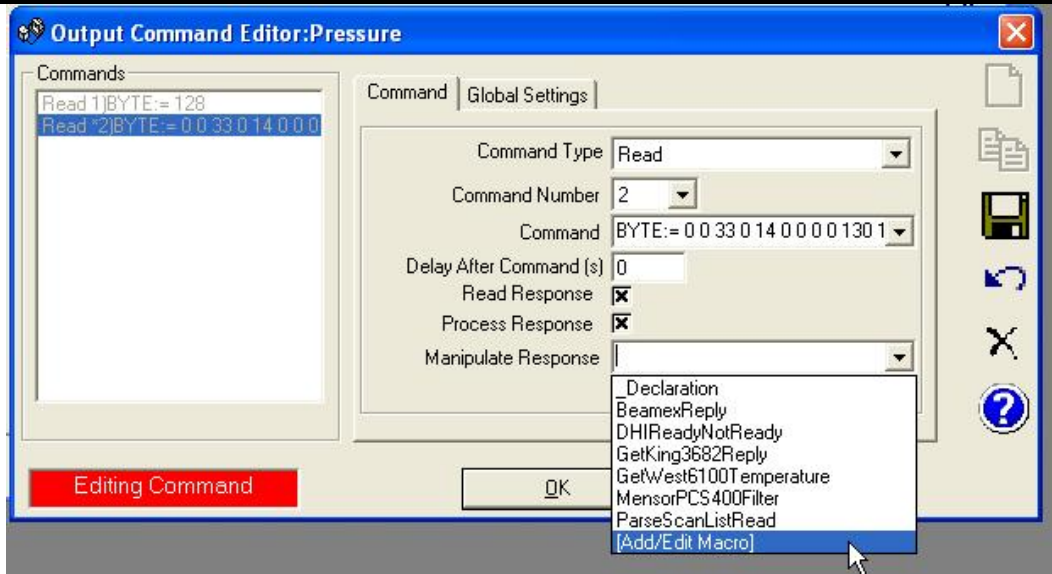 Output Command Editor:Pressure
Commands
Read 1)BYTE:= 128
Read *2)BYTE:= 0 0 33 0 14 0 0 0
Command
Global Settings
Command Type
Read
Command Number
2
Command
BYTE:= 0 0 33 0 14 0 0 0 0 130 1
Delay After Command (s)
0
Read Response
Process Response
Manipulate Response
_Declaration
BeamexReply
DHIReadyNotReady
GetKing3682Reply
GetWest6100Temperature
MensorPCS400Filter
ParseScanListRead
[Add/Edit Macro]
Editing Command
OK